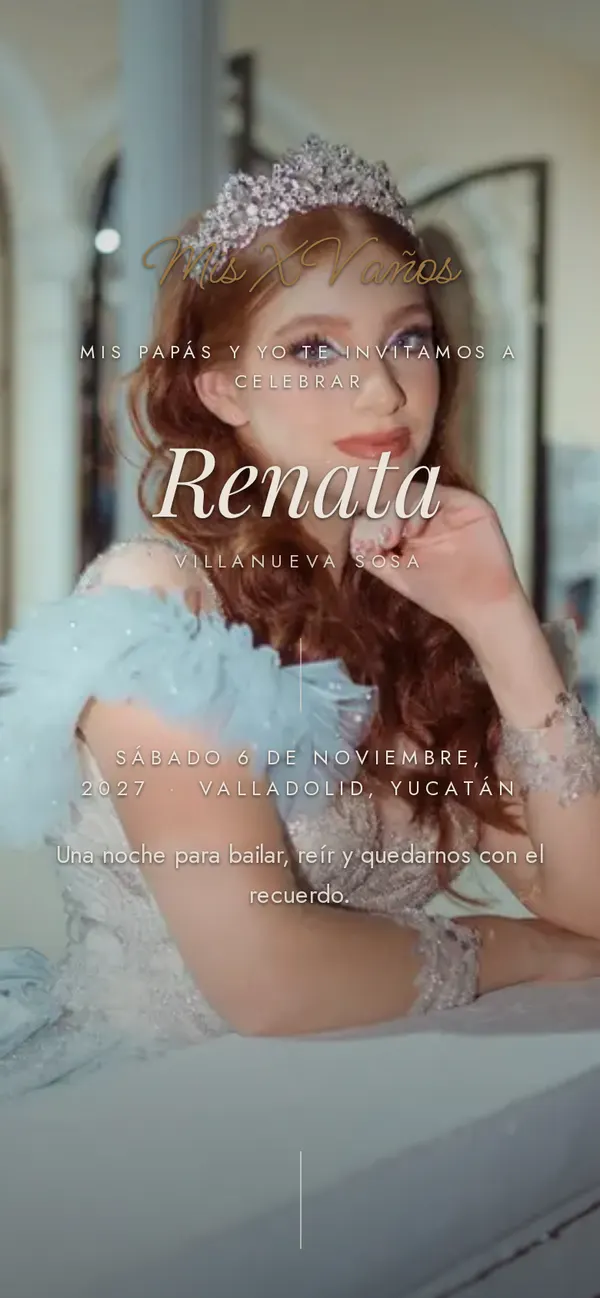 Mis XV años
MIS PAPÁS Y YO TE INVITAMOS A
CELEBRAR
Renata
VILLANUEVA SOSA
SÁBADO 6 DE NOVIEMBRE,
2027 · VALLADOLID, YUCATÁN
Una noche para bailar, reír y quedarnos con el
recuerdo.